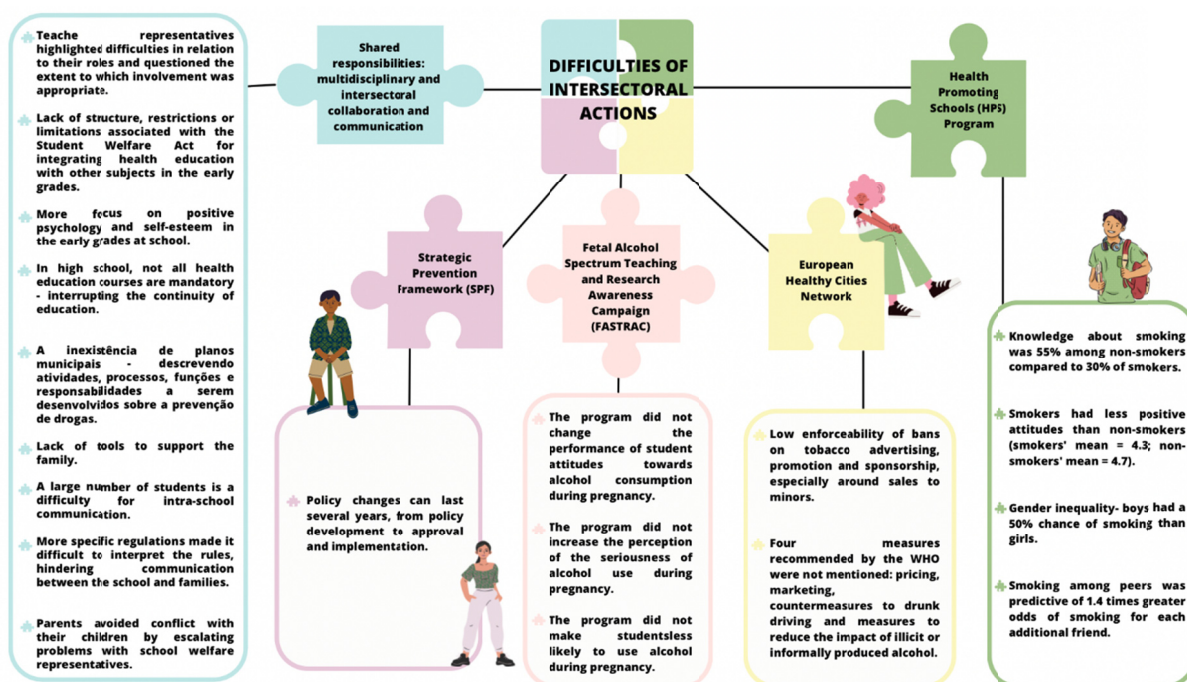 DIFFICULTIES OF
INTERSECTORAL
ACTIONS
Shared
responsibilities:
multidisciplinary and
intersectoral
collaboration and
communication
Teache representatives
highlighted difficulties in relation
to their roles and questioned the
extent to which involvement was
appropriate.
Lack of structure, restrictions or
limitations associated with the
Student Welfare Act for
integrating health education
with other subjects in the early
grades.
More focus on positive
psychology and self-esteem in
the early grades at school.
In high school, not all health
education courses are mandatory
- interrupting the continuity of
education.
A inexistência de planos
municipais - descrevendo
atividades, processos, funções e
responsabilidades a serem
desenvolvidos sobre a prevenção
de drogas.
Lack of tools to support the
family.
A large number of students is a
difficulty for intra-school
communication.
More specific regulations made it
difficult to interpret the rules,
hindering communication
between the school and families.
Parents avoided conflict with
their children by escalating
problems with school welfare
representatives.
Strategic
Prevention
Framework (SPF)
Policy changes can last
several years, from policy
development to approval
and implementation.
Fetal Alcohol
Spectrum Teaching
and Research
Awareness
Campaign
(FASTRAC)
The program did not
change the
performance of student
attitudes towards
alcohol consumption
during pregnancy.
The program did not
increase the perception
of the seriousness of
alcohol use during
pregnancy.
The program did not
make studentsless
likely to use alcohol
during pregnancy.
European
Healthy Cities
Network
Low enforceability of bans
on tobacco advertising,
promotion and sponsorship,
especially around sales to
minors.
Four measures
recommended by the WHO
were not mentioned: pricing,
marketing,
countermeasures to drunk
driving and measures to
reduce the impact of illicit or
informally produced alcohol.
Health
Promoting
Schools (HPS)
Program
Knowledge about smoking
was 55% among non-smokers
compared to 30% of smokers.
Smokers had less positive
attitudes than non-smokers
(smokers' mean = 4.3; non-
smokers' mean = 4.7).
Gender inequality- boys had a
50% chance of smoking than
girls.
Smoking among peers was
predictive of 1.4 times greater
odds of smoking for each
additional friend.